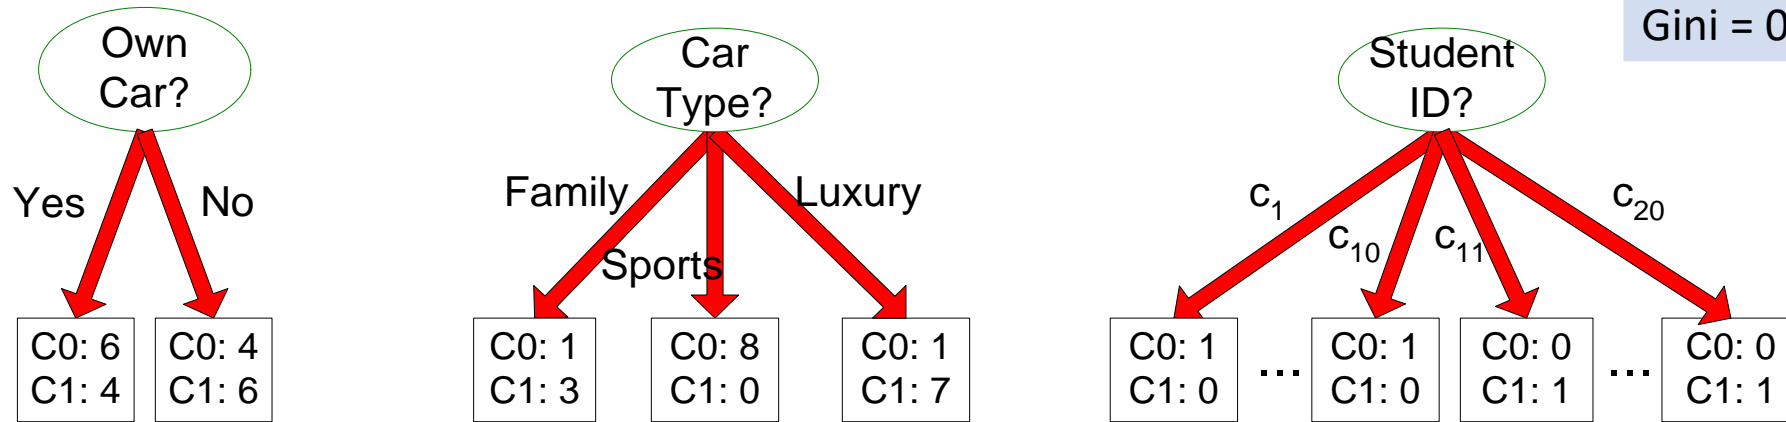 Gini = 0
Own
Car?
Yes
No
C0: 6
C1: 4
C0: 4
C1: 6
Car
Type?
Family
Sports
Luxury
C0: 1
C1: 3
C0: 8
C1: 0
C0: 1
C1: 7
Student
ID?
c1
c10
c11
c20
C0: 1
C1: 0
...
C0: 1
C1: 0
C0: 0
C1: 1
...
C0: 0
C1: 1